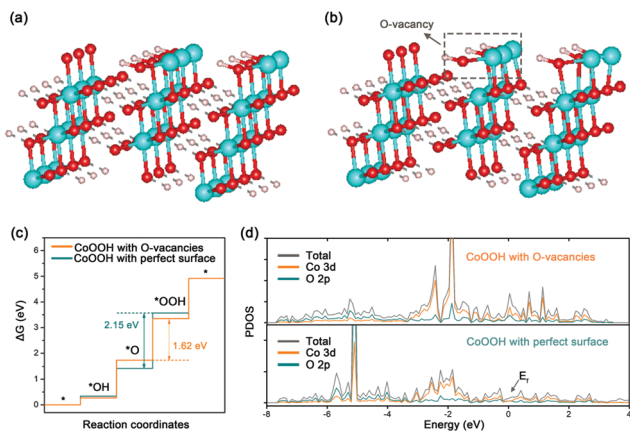 (a)
(b)
O-vacancy
(c)
CoOOH with O-vacancies
CoOOH with perfect surface
*
*OOH
2.15 eV
*O
1.62 eV
*OH
*
ΔG (eV)
6
5
4
3
2
1
0
Reaction coordinates
(d)
Total
Co 3d
O 2p
CoOOH with O-vacancies
PDOS
Total
Co 3d
O 2p
CoOOH with perfect surface
Ef
-8 -6 -4 -2 0 2 4
Energy (eV)